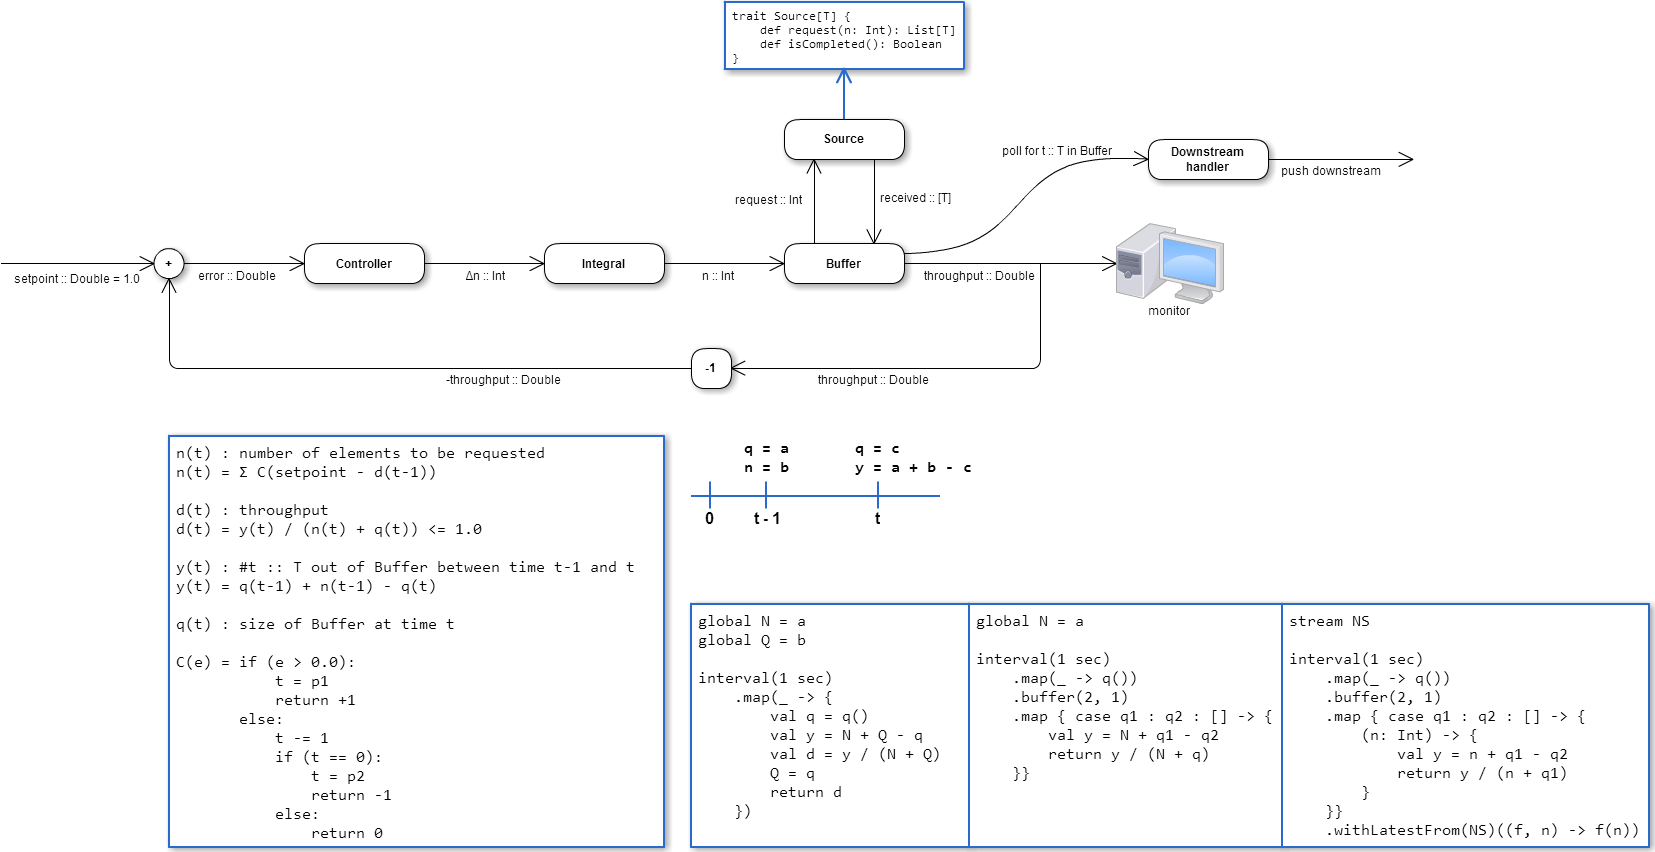 trait Source[T] {
    def request(n: Int): List[T]
    def isCompleted(): Boolean
}
Source
request :: Int
received :: [T]
poll for t :: T in Buffer
Downstream
handler
push downstream
setpoint :: Double = 1.0
+
error :: Double
Controller
Δn :: Int
Integral
n :: Int
Buffer
throughput :: Double
monitor
-throughput :: Double
-1
throughput :: Double
n(t) : number of elements to be requested
n(t) = Σ C(setpoint - d(t-1))
d(t) : throughput
d(t) = y(t) / (n(t) + q(t)) <= 1.0
y(t) : #t :: T out of Buffer between time t-1 and t
y(t) = q(t-1) + n(t-1) - q(t)
q(t) : size of Buffer at time t
C(e) = if (e > 0.0):
           t = p1
           return +1
       else:
           t -= 1
           if (t == 0):
               t = p2
               return -1
           else:
               return 0
q = a
n = b
q = c
y = a + b - c
0
t - 1
t
global N = a
global Q = b
interval(1 sec)
    .map(_ -> {
        val q = q()
        val y = N + Q - q
        val d = y / (N + Q)
        Q = q
        return d
    })
global N = a
interval(1 sec)
    .map(_ -> q())
    .buffer(2, 1)
    .map { case q1 : q2 : [] -> {
        val y = N + q1 - q2
        return y / (N + q)
    }}
stream NS
interval(1 sec)
    .map(_ -> q())
    .buffer(2, 1)
    .map { case q1 : q2 : [] -> {
        (n: Int) -> {
            val y = n + q1 - q2
            return y / (n + q1)
        }
    }}
    .withLatestFrom(NS)((f, n) -> f(n))